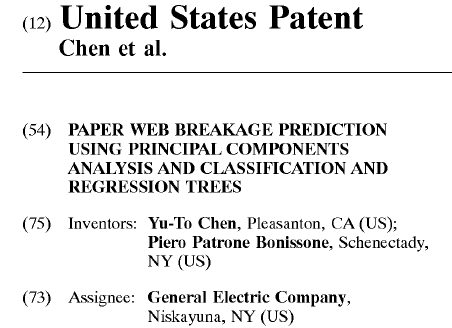 (12) United States Patent
Chen et al.
(54) PAPER WEB BREAKAGE PREDICTION
USING PRINCIPAL COMPONENTS
ANALYSIS AND CLASSIFICATION AND
REGRESSION TREES
(75) Inventors: Yu-To Chen, Pleasanton, CA (US);
Piero Patrone Bonissone, Schenectady,
NY (US)
(73) Assignee: General Electric Company,
Niskayuna, NY (US)